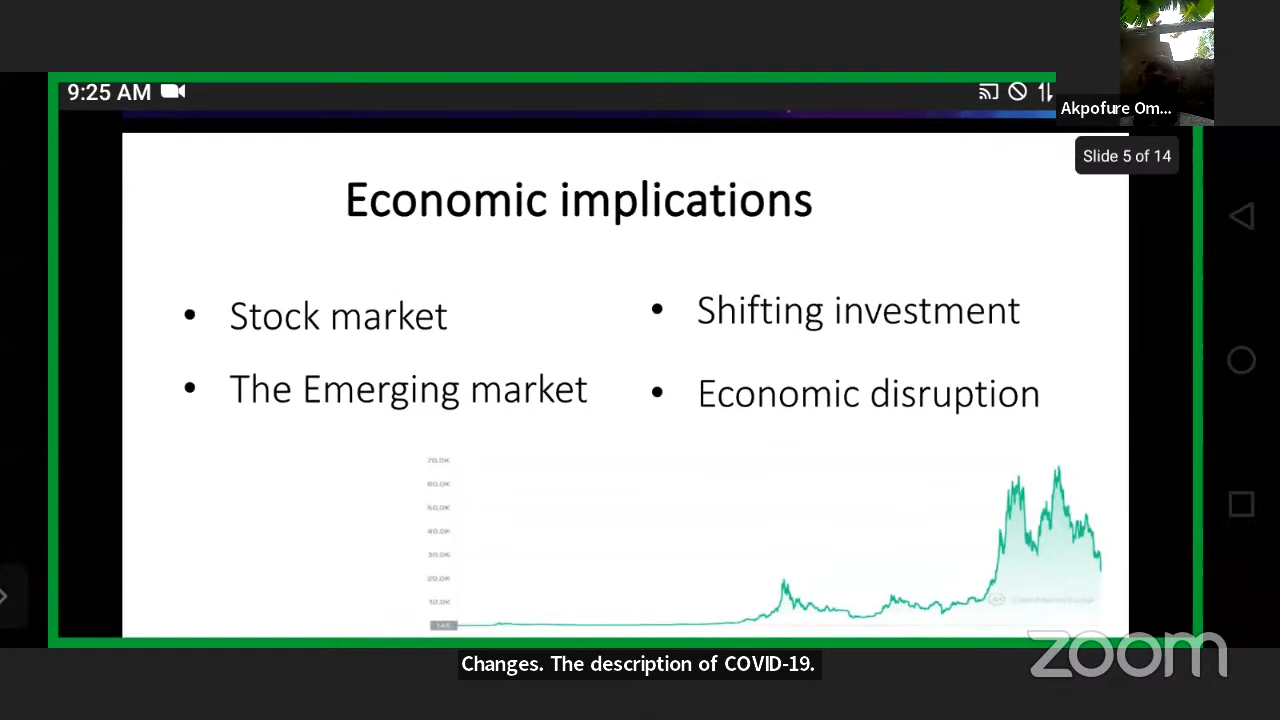 9:25 AM
Akpofure Om...
Slide 5 of 14
Economic implications
• Stock market
• The Emerging market
• Shifting investment
• Economic disruption
70.0K
60.0K
50.0K
40.0K
30.0K
20.0K
10.0K
CoinMarketCap
zoom
Changes. The description of COVID-19.